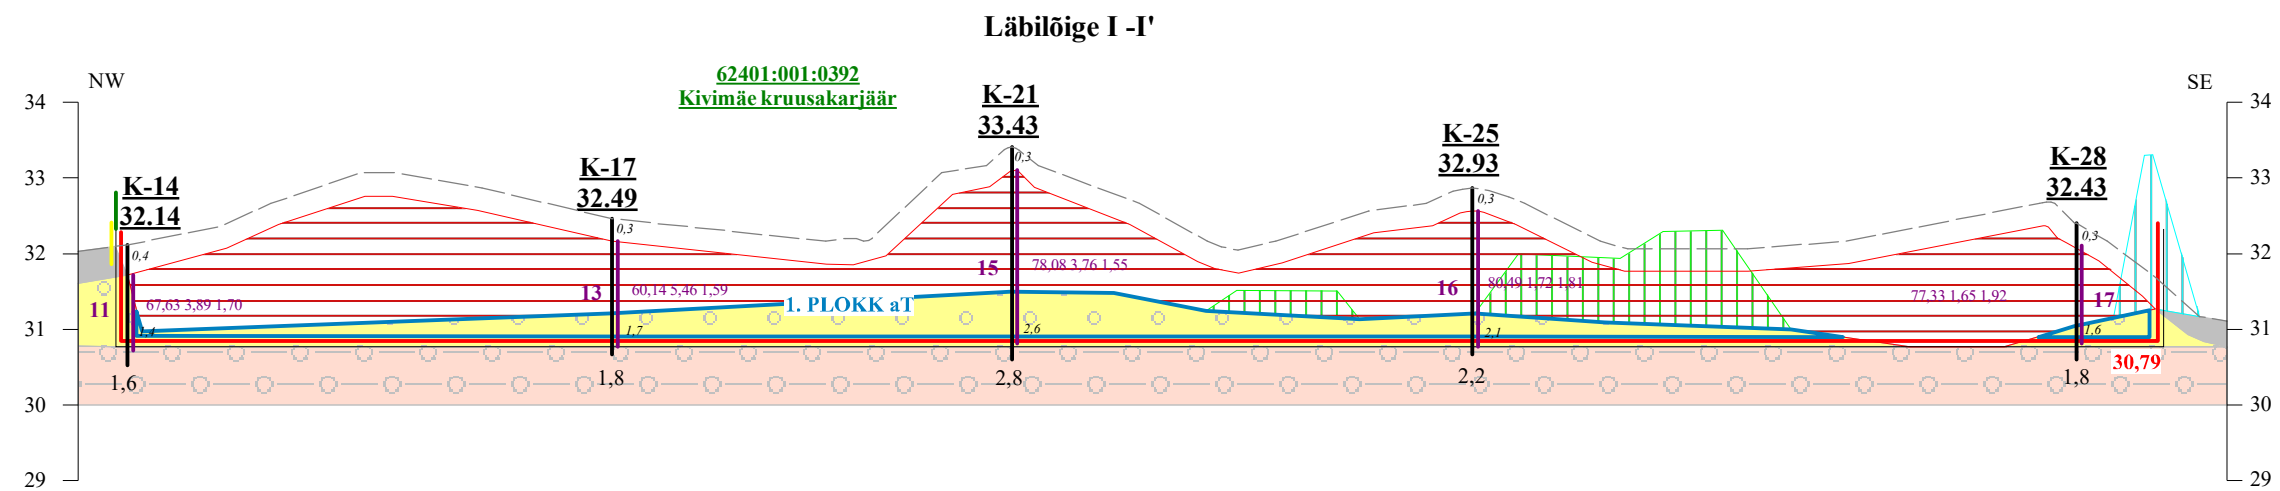 Läbilõige I -I'
NW
SE
62401:001:0392
Kivimäe kruusakarjäär
K-14
32.14
K-17
32.49
K-21
33.43
K-25
32.93
K-28
32.43
34
33
32
31
30
29
34
33
32
31
30
29
0,4
0,3
0,3
0,3
0,3
11
67,63 3,89 1,70
13
60,14 5,46 1,59
15
78,08 3,76 1,55
16
80,49 1,72 1,81
77,33 1,65 1,92
17
1. PLOKK aT
1,4
1,7
2,6
2,1
1,6
30,79
1,6
1,8
2,8
2,2
1,8